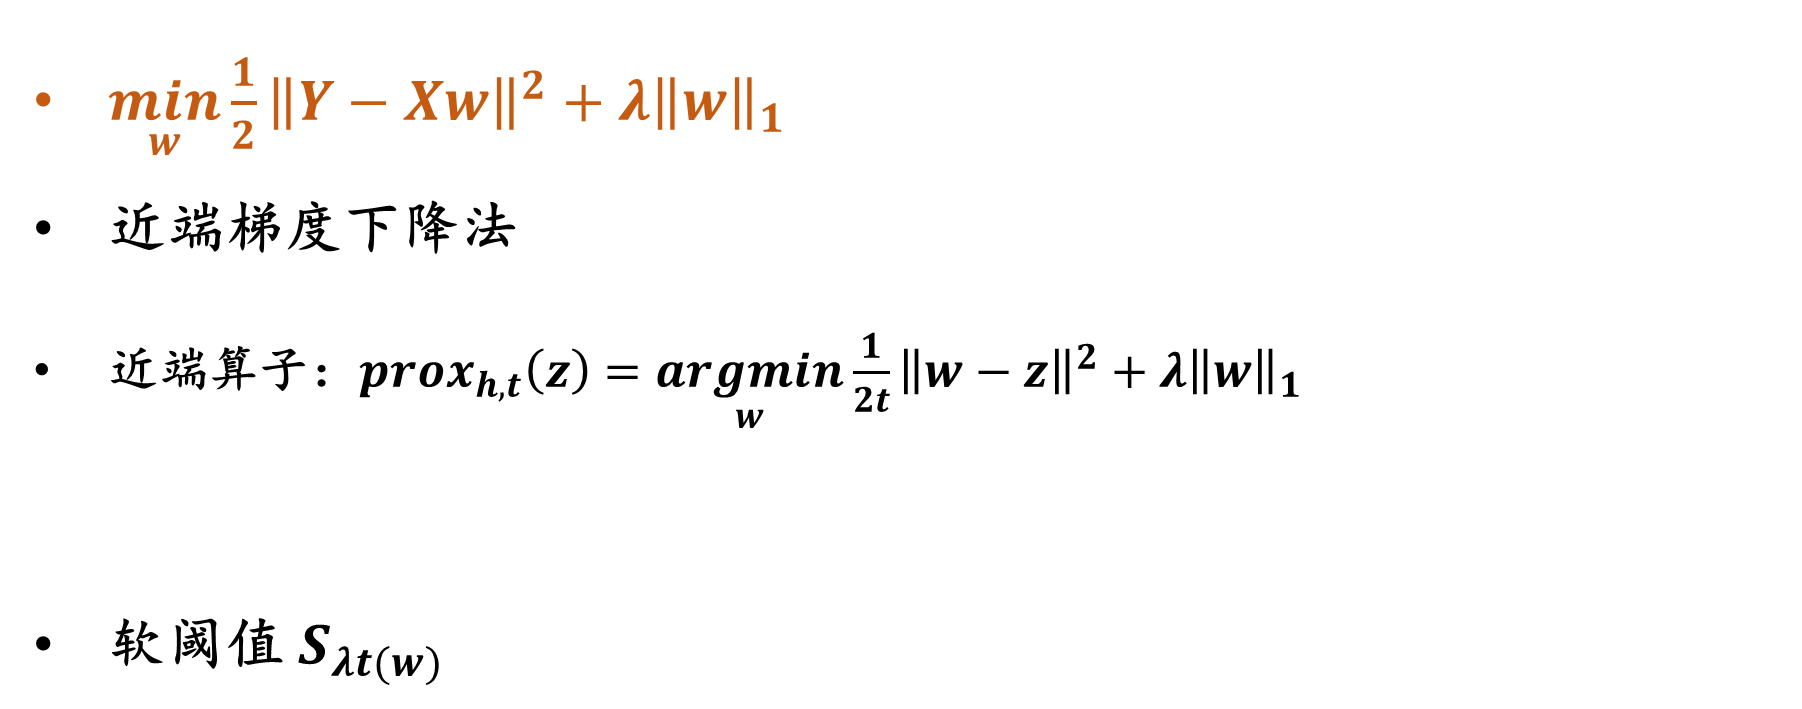 • min_w 1/2 ‖Y − Xw‖² + λ‖w‖₁
• 近端梯度下降法
• 近端算子：prox_{h,t}(z) = argmin_w 1/2t ‖w − z‖² + λ‖w‖₁
• 软阈值 S_{λt(w)}